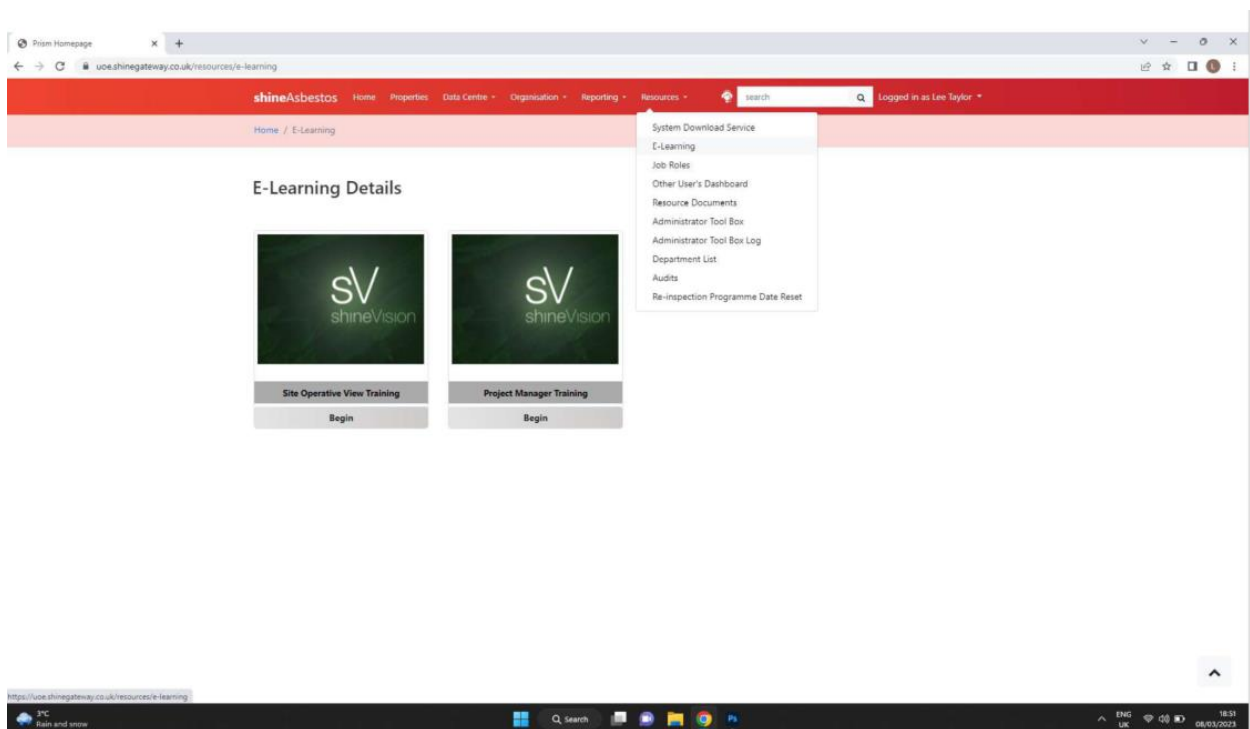 Prism Homepage
uoe.shinegateway.co.uk/resources/e-learning
shineAsbestos Home Properties Data Centre Organisation Reporting Resources search Logged in as Lee Taylor
Home / E-Learning
System Download Service
E-Learning
Job Roles
Other User's Dashboard
Resource Documents
Administrator Tool Box
Administrator Tool Box Log
Department List
Audits
Re-inspection Programme Date Reset
E-Learning Details
sV
shineVision
sV
shineVision
Site Operative View Training
Project Manager Training
Begin
Begin
https://uoe.shinegateway.co.uk/resources/e-learning
3°C
Rain and snow
Search
Ps
ENG
UK
18:51
08/03/2023